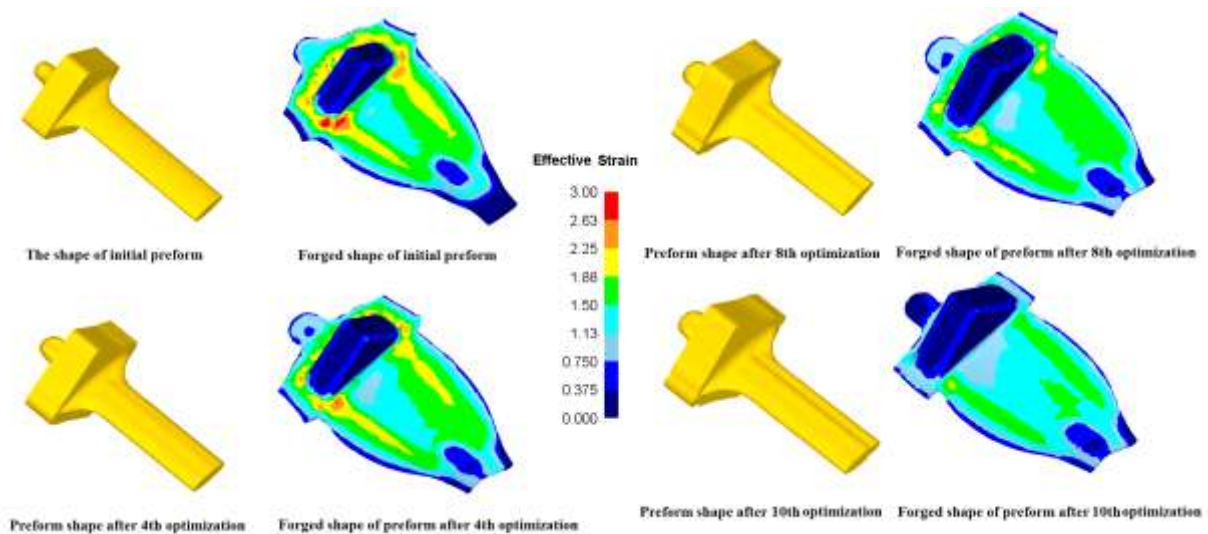 Effective Strain
3.00
2.63
2.25
1.88
1.50
1.13
0.750
0.375
0.000
The shape of initial preform
Forged shape of initial preform
Preform shape after 8th optimization
Forged shape of preform after 8th optimization
Preform shape after 4th optimization
Forged shape of preform after 4th optimization
Preform shape after 10th optimization
Forged shape of preform after 10th optimization